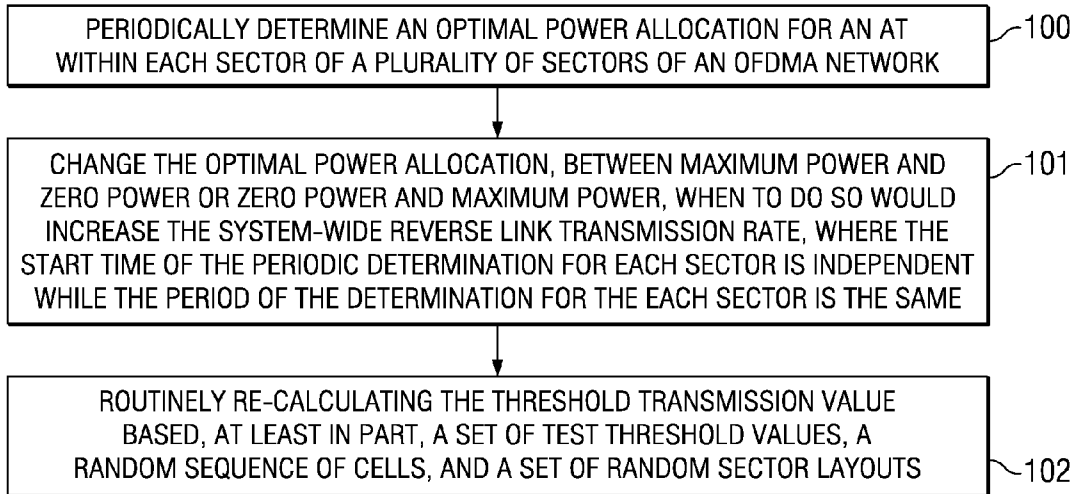 PERIODICALLY DETERMINE AN OPTIMAL POWER ALLOCATION FOR AN AT
WITHIN EACH SECTOR OF A PLURALITY OF SECTORS OF AN OFDMA NETWORK
100
CHANGE THE OPTIMAL POWER ALLOCATION, BETWEEN MAXIMUM POWER AND
ZERO POWER OR ZERO POWER AND MAXIMUM POWER, WHEN TO DO SO WOULD
INCREASE THE SYSTEM-WIDE REVERSE LINK TRANSMISSION RATE, WHERE THE
START TIME OF THE PERIODIC DETERMINATION FOR EACH SECTOR IS INDEPENDENT
WHILE THE PERIOD OF THE DETERMINATION FOR THE EACH SECTOR IS THE SAME
101
ROUTINELY RE-CALCULATING THE THRESHOLD TRANSMISSION VALUE
BASED, AT LEAST IN PART, A SET OF TEST THRESHOLD VALUES, A
RANDOM SEQUENCE OF CELLS, AND A SET OF RANDOM SECTOR LAYOUTS
102